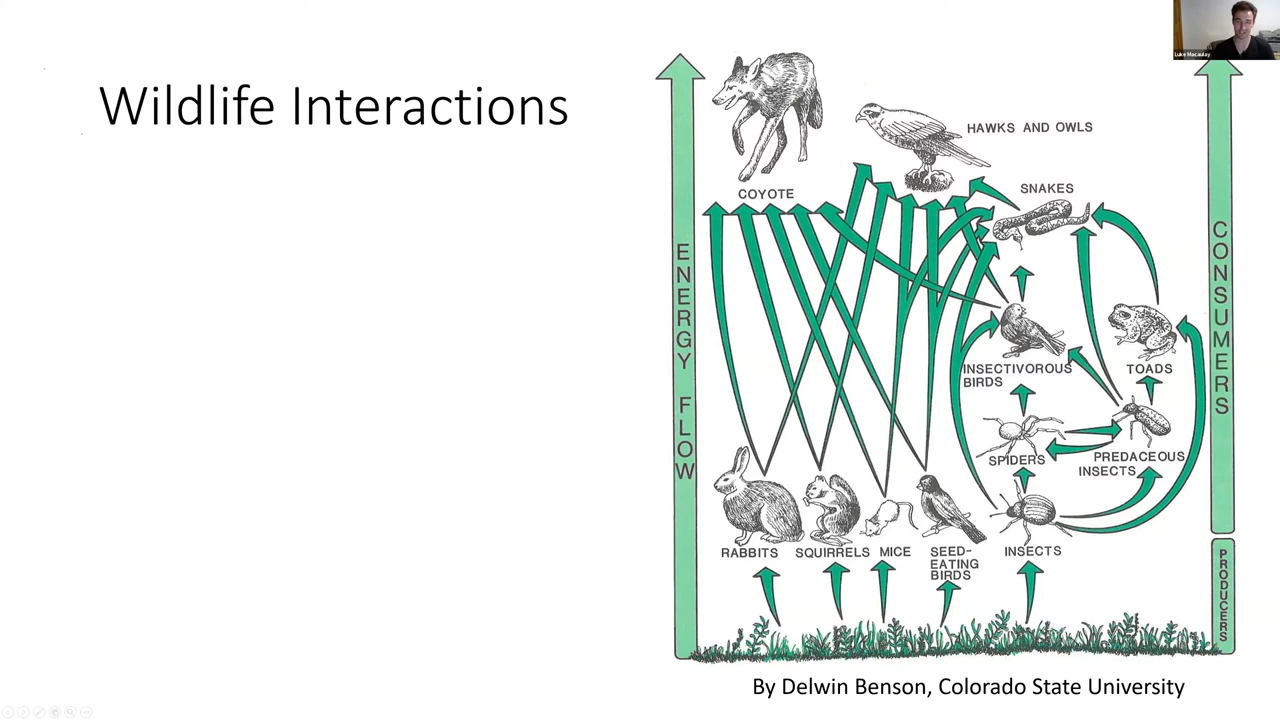 Wildlife Interactions
Luke Macaulay
HAWKS AND OWLS
COYOTE
SNAKES
ENERGY FLOW
CONSUMERS
INSECTIVOROUS
BIRDS
TOADS
SPIDERS
PREDACEOUS
INSECTS
RABBITS
SQUIRRELS
MICE
SEED-
EATING
BIRDS
INSECTS
PRODUCERS
By Delwin Benson, Colorado State University